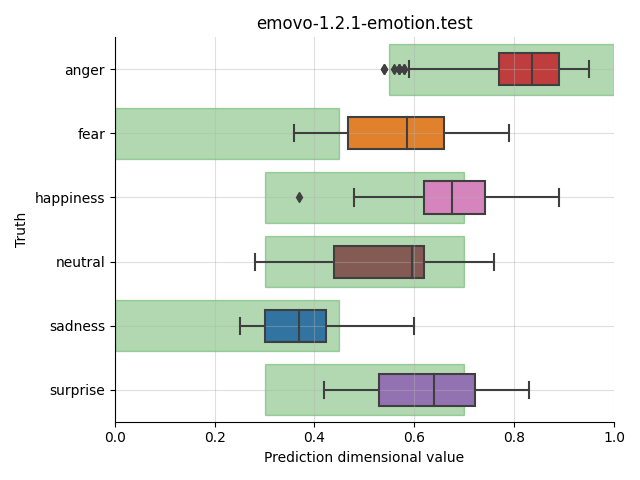 emovo-1.2.1-emotion.test
anger
fear
happiness
neutral
sadness
surprise
Truth
0.0 0.2 0.4 0.6 0.8 1.0
Prediction dimensional value